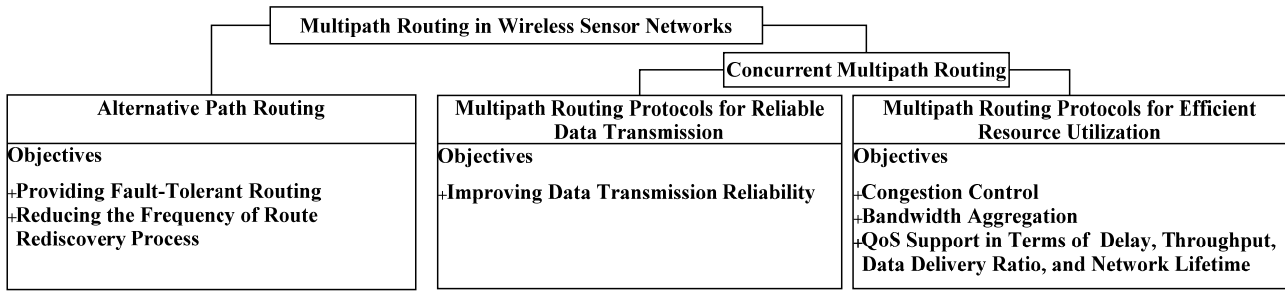 Multipath Routing in Wireless Sensor Networks
Concurrent Multipath Routing
Alternative Path Routing
Objectives
+Providing Fault-Tolerant Routing
+Reducing the Frequency of Route
Rediscovery Process
Multipath Routing Protocols for Reliable
Data Transmission
Objectives
+Improving Data Transmission Reliability
Multipath Routing Protocols for Efficient
Resource Utilization
Objectives
+Congestion Control
+Bandwidth Aggregation
+QoS Support in Terms of Delay, Throughput,
Data Delivery Ratio, and Network Lifetime